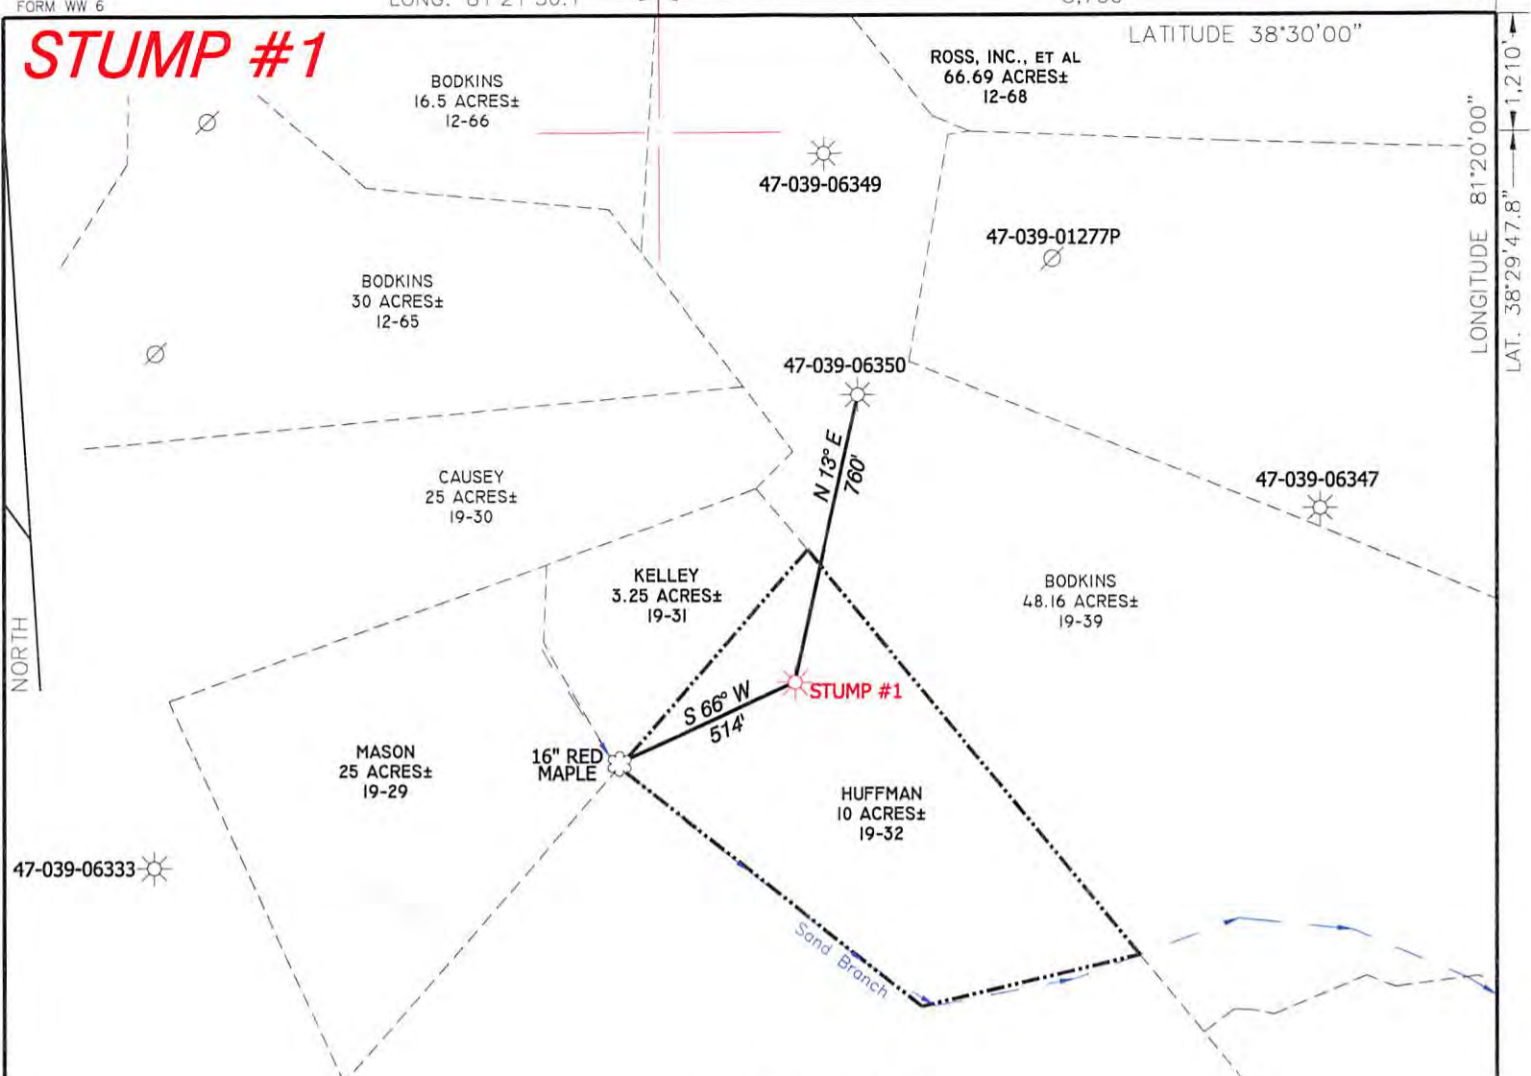 FORM WW 6
STUMP #1
LATITUDE 38°30'00"
1,210'
LONGITUDE 81°20'00"
LAT. 38°29'47.8"
BODKINS
16.5 ACRES±
12-66
ROSS, INC., ET AL
66.69 ACRES±
12-68
47-039-06349
47-039-01277P
BODKINS
30 ACRES±
12-65
47-039-06350
N 13° E
760'
CAUSEY
25 ACRES±
19-30
47-039-06347
KELLEY
3.25 ACRES±
19-31
BODKINS
48.16 ACRES±
19-39
NORTH
STUMP #1
S 66° W
514'
16" RED
MAPLE
MASON
25 ACRES±
19-29
HUFFMAN
10 ACRES±
19-32
47-039-06333
Sand Branch